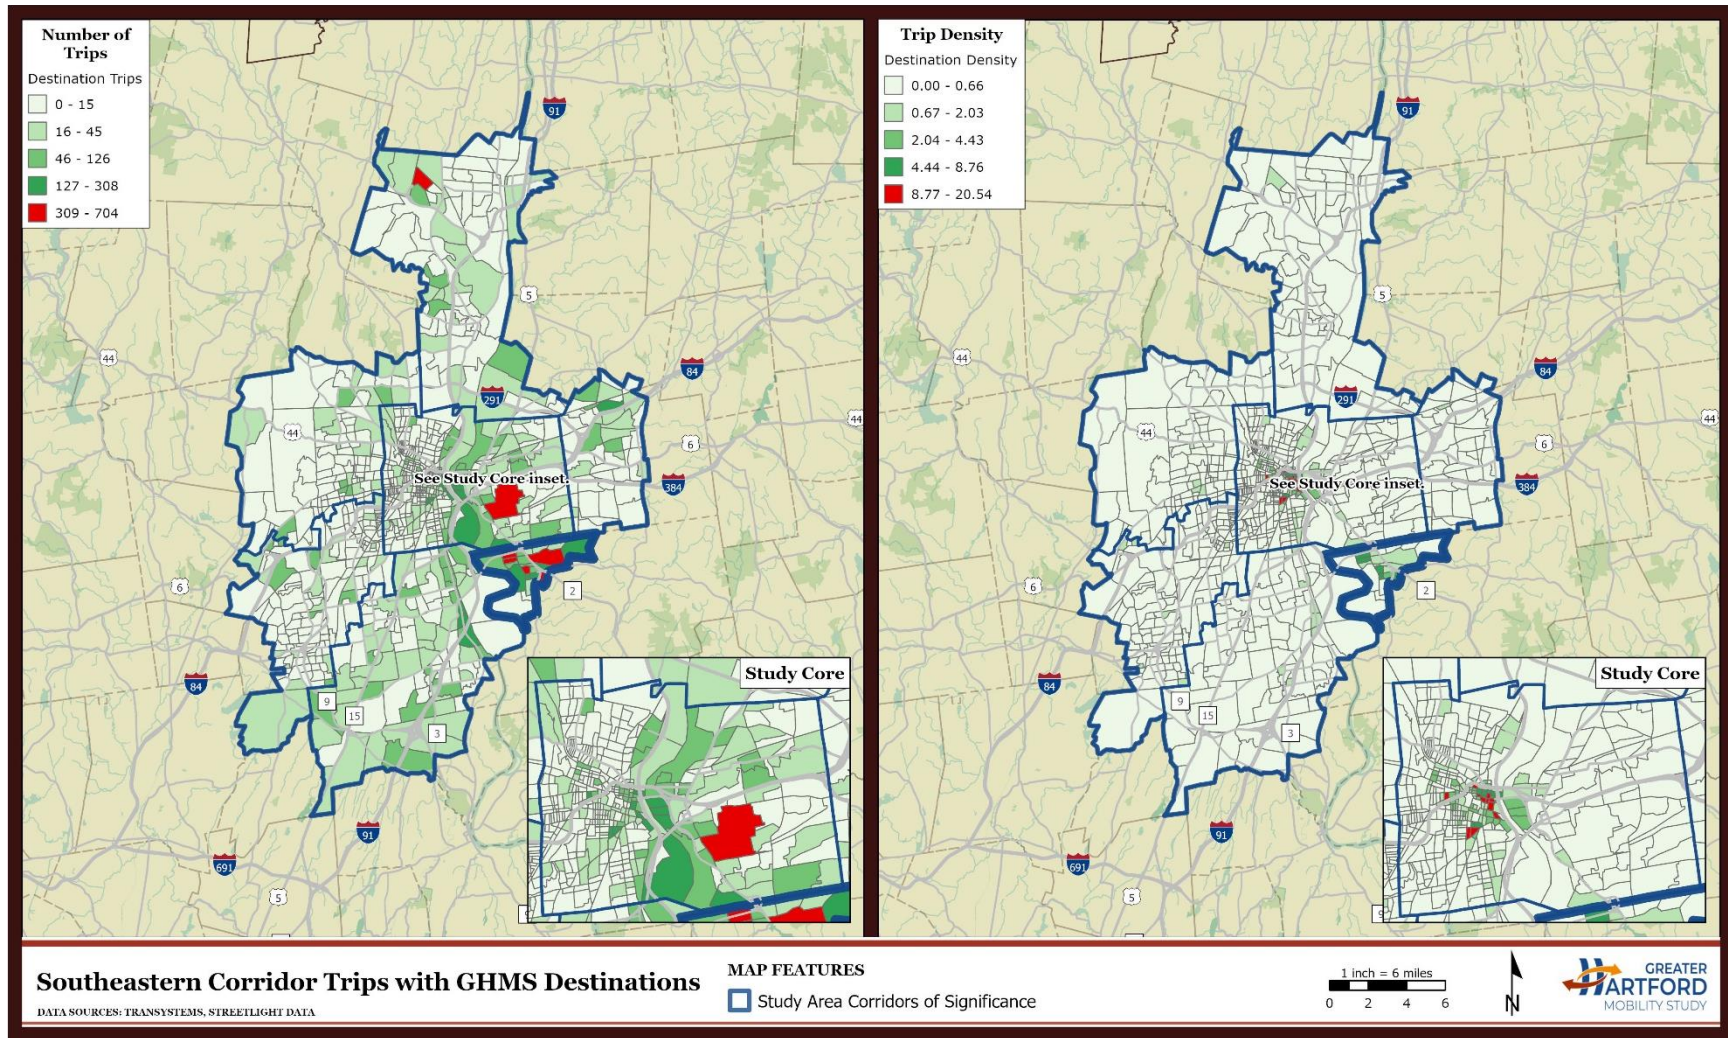 Number of
Trips
Destination Trips
0 - 15
16 - 45
46 - 126
127 - 308
309 - 704
91
5
44
84
291
44
44
6
See Study Core inset.
384
6
2
84
9
15
3
91
691
5
Study Core
Trip Density
Destination Density
0.00 - 0.66
0.67 - 2.03
2.04 - 4.43
4.44 - 8.76
8.77 - 20.54
91
5
44
84
291
44
44
6
See Study Core inset.
384
6
2
84
9
15
3
91
691
5
Study Core
Southeastern Corridor Trips with GHMS Destinations
DATA SOURCES: TRANSYSTEMS, STREETLIGHT DATA
MAP FEATURES
Study Area Corridors of Significance
1 inch = 6 miles
0 2 4 6
N
GREATER
HARTFORD
MOBILITY STUDY